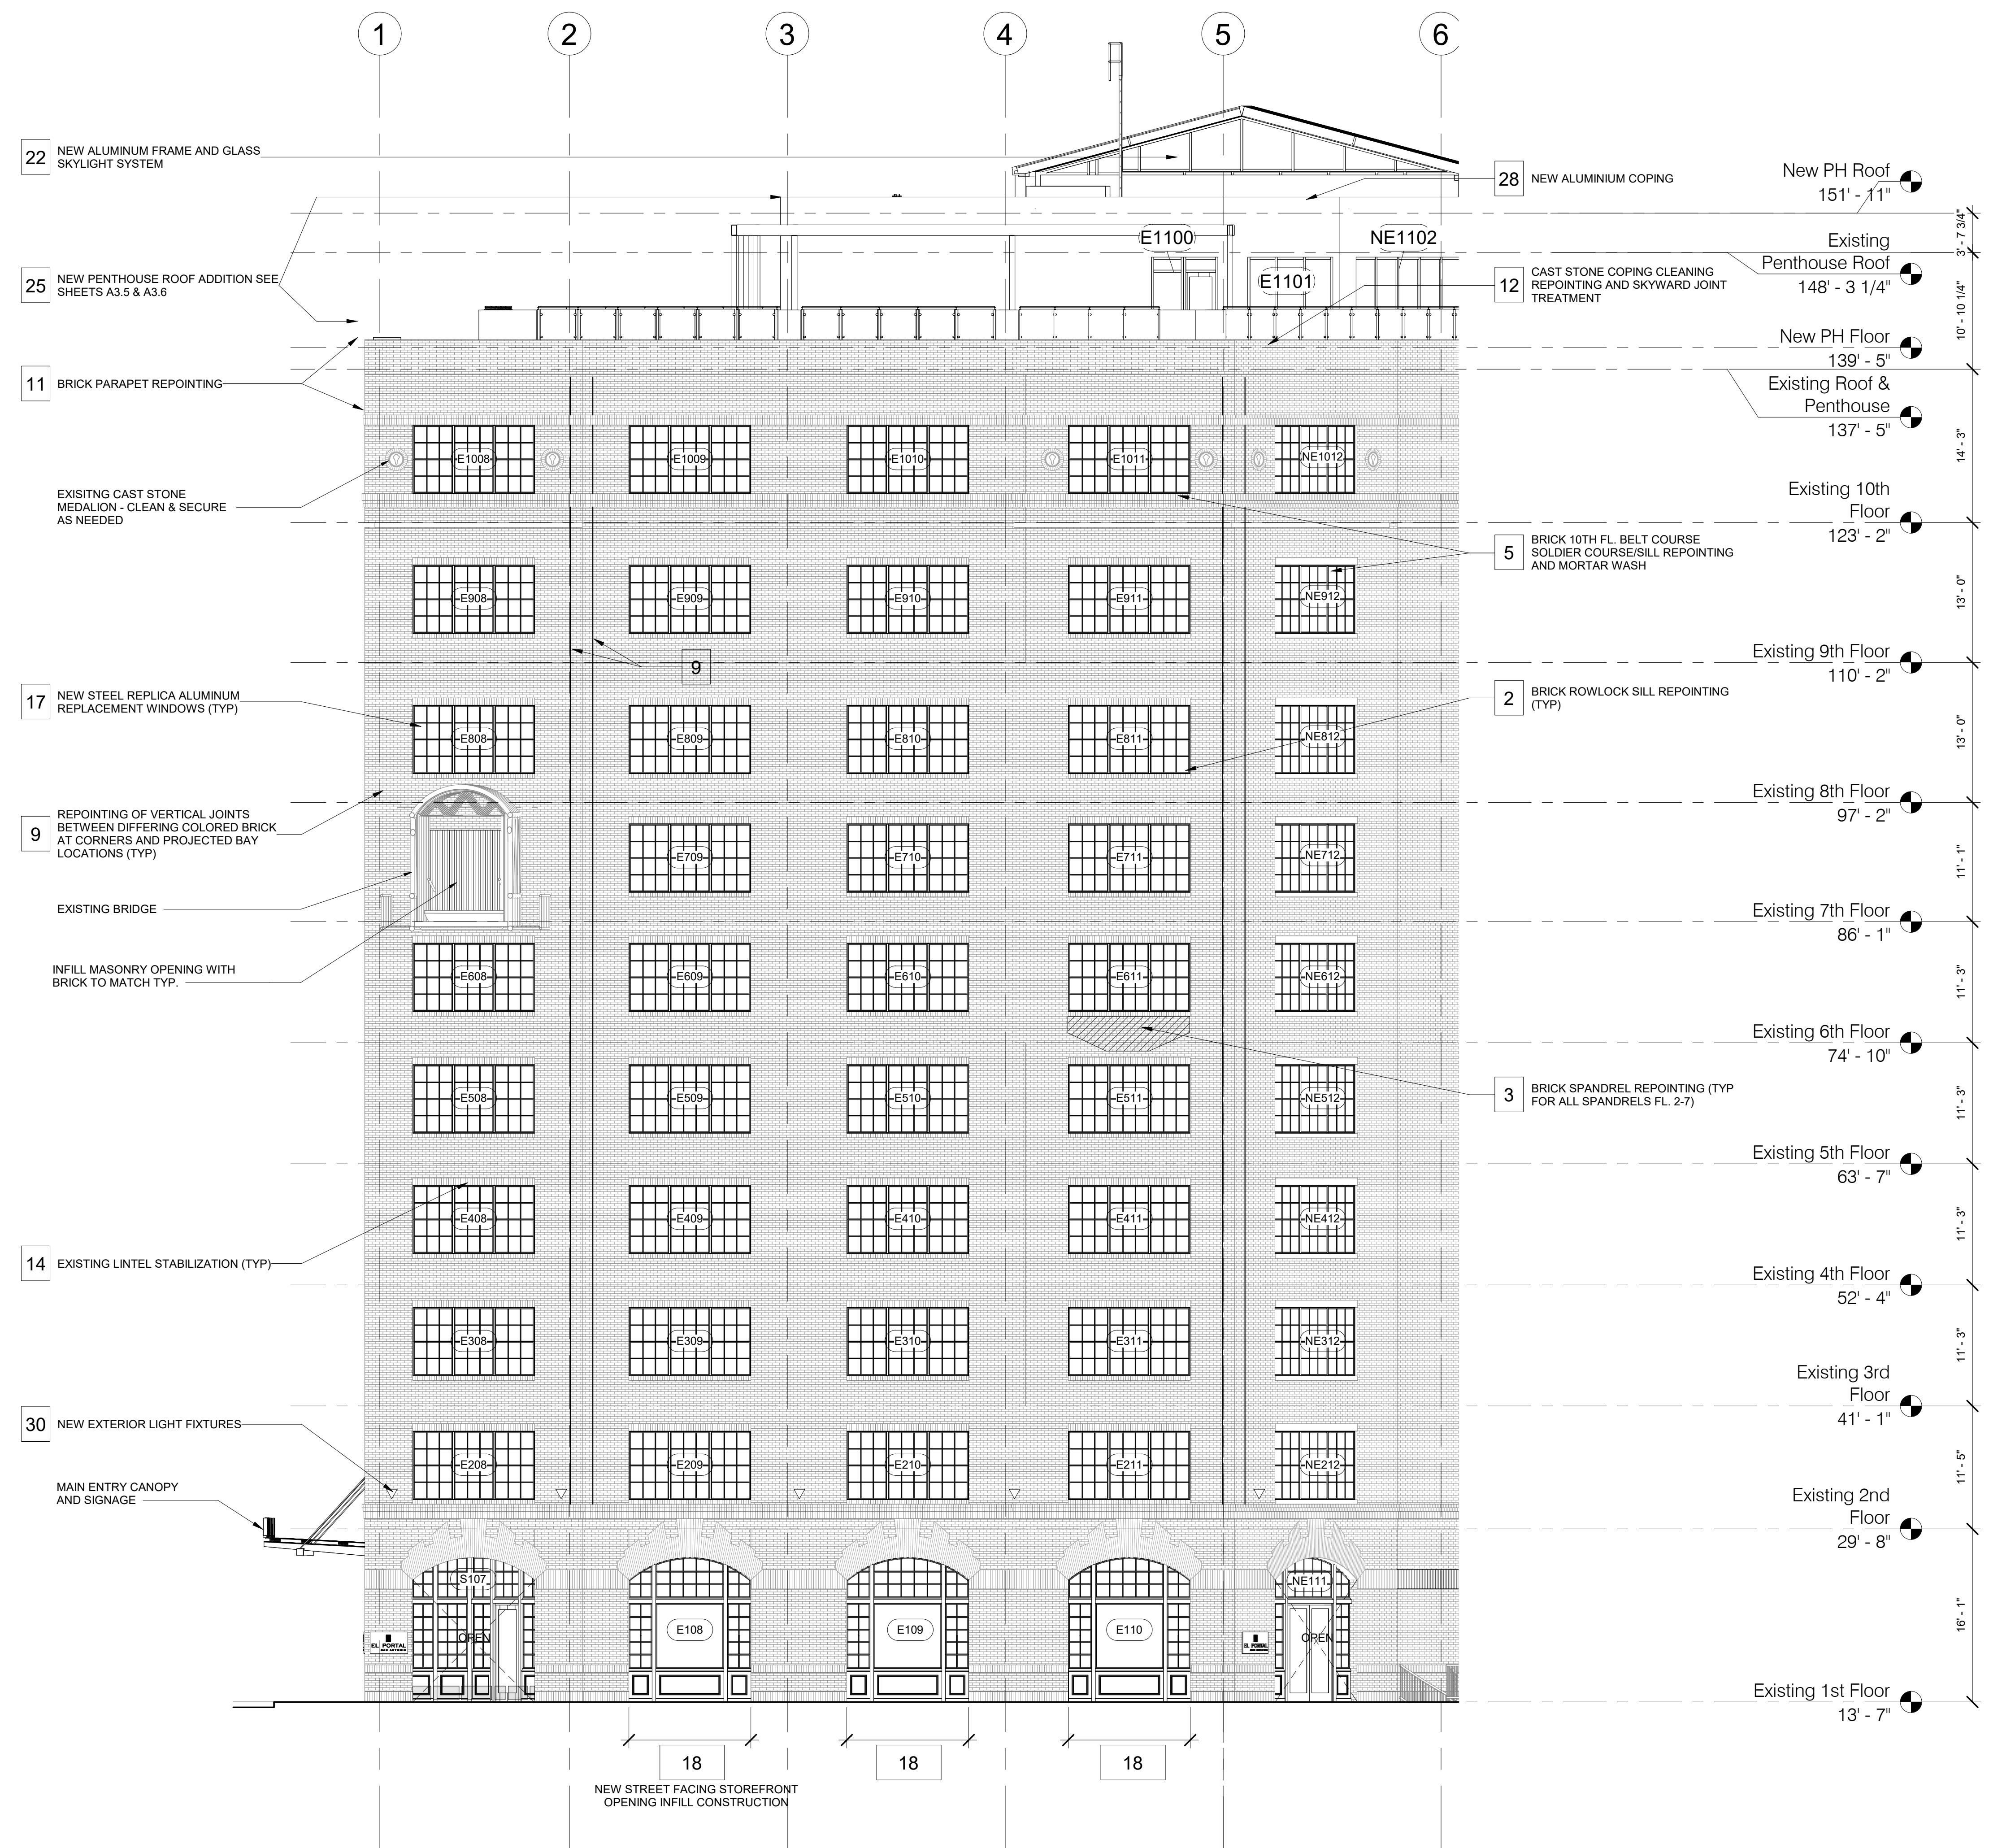 1
2
3
4
5
6
22
NEW ALUMINUM FRAME AND GLASS
SKYLIGHT SYSTEM
28
NEW ALUMINIUM COPING
New PH Roof
151' - 11"
3' - 7 3/4"
E1100
NE1102
E1101
Existing
Penthouse Roof
148' - 3 1/4"
25
NEW PENTHOUSE ROOF ADDITION SEE
SHEETS A3.5 & A3.6
12
CAST STONE COPING CLEANING
REPOINTING AND SKYWARD JOINT
TREATMENT
10' - 10 1/4"
New PH Floor
139' - 5"
11
BRICK PARAPET REPOINTING
Existing Roof &
Penthouse
137' - 5"
14' - 3"
E1008
E1009
E1010
E1011
NE1012
EXISITNG CAST STONE
MEDALION - CLEAN & SECURE
AS NEEDED
Existing 10th
Floor
123' - 2"
5
BRICK 10TH FL. BELT COURSE
SOLDIER COURSE/SILL REPOINTING
AND MORTAR WASH
13' - 0"
E908
E909
E910
E911
NE912
9
Existing 9th Floor
110' - 2"
17
NEW STEEL REPLICA ALUMINUM
REPLACEMENT WINDOWS (TYP)
2
BRICK ROWLOCK SILL REPOINTING
(TYP)
13' - 0"
E808
E809
E810
E811
NE812
Existing 8th Floor
97' - 2"
9
REPOINTING OF VERTICAL JOINTS
BETWEEN DIFFERING COLORED BRICK
AT CORNERS AND PROJECTED BAY
LOCATIONS (TYP)
11' - 1"
E709
E710
E711
NE712
EXISTING BRIDGE
Existing 7th Floor
86' - 1"
INFILL MASONRY OPENING WITH
BRICK TO MATCH TYP.
11' - 3"
E608
E609
E610
E611
NE612
Existing 6th Floor
74' - 10"
3
BRICK SPANDREL REPOINTING (TYP
FOR ALL SPANDRELS FL. 2-7)
11' - 3"
E508
E509
E510
E511
NE512
Existing 5th Floor
63' - 7"
11' - 3"
E408
E409
E410
E411
NE412
14
EXISTING LINTEL STABILIZATION (TYP)
Existing 4th Floor
52' - 4"
11' - 3"
E308
E309
E310
E311
NE312
Existing 3rd
Floor
41' - 1"
30
NEW EXTERIOR LIGHT FIXTURES
11' - 5"
E208
E209
E210
E211
NE212
MAIN ENTRY CANOPY
AND SIGNAGE
Existing 2nd
Floor
29' - 8"
S107
NE111
16' - 1"
E108
E109
E110
OPEN
OPEN
EL PORTAL
SAN ANTONIO
EL PORTAL
Existing 1st Floor
13' - 7"
18
18
18
NEW STREET FACING STOREFRONT
OPENING INFILL CONSTRUCTION